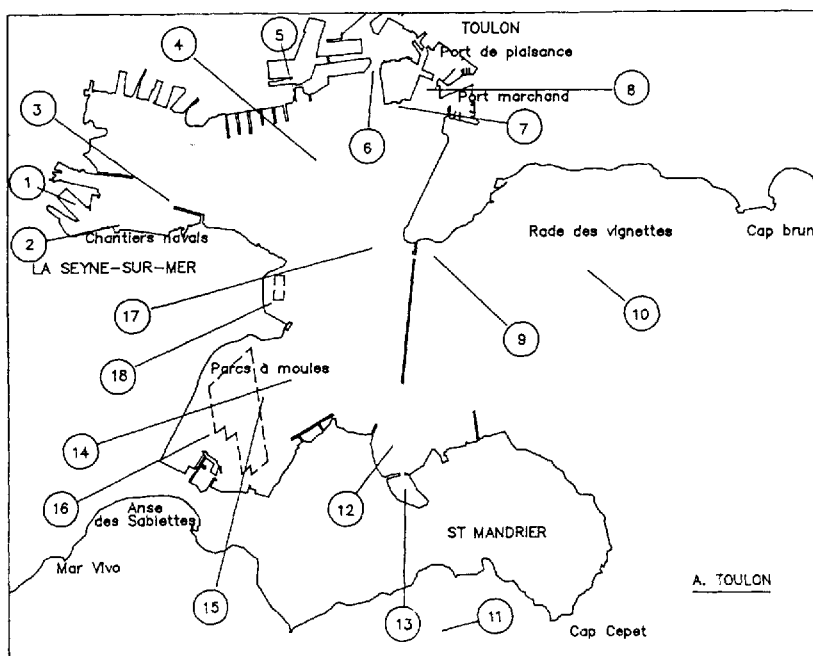 TOULON
Port de plaisance
4
5
8
Port marchand
3
7
6
1
2
Chantiers navals
Rade des vignettes
Cap brun
LA SEYNE-SUR-MER
10
17
9
18
Parcs à moules
14
16
12
Anse
des Sablettes
ST MANDRIER
Mar Vivo
A. TOULON
15
13
11
Cap Cepet